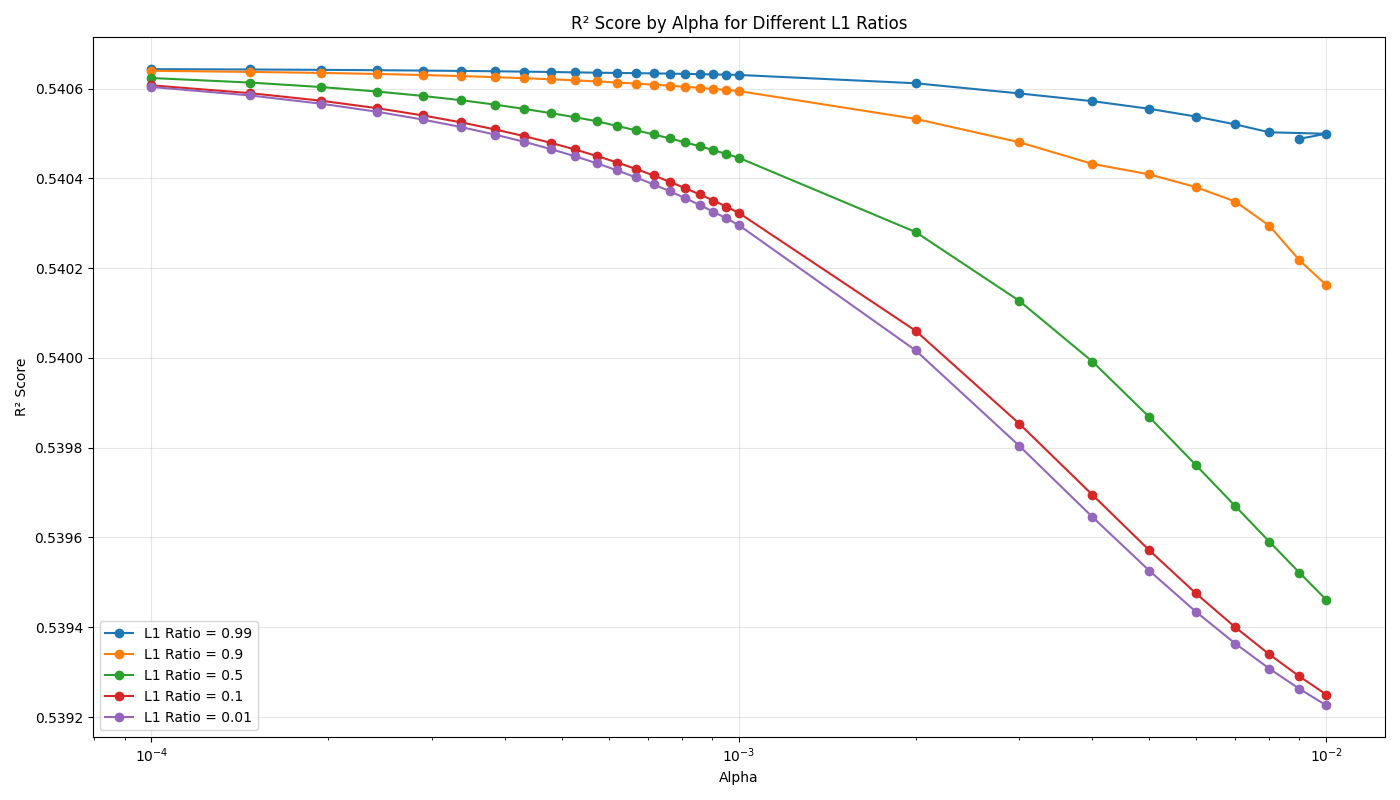 R² Score by Alpha for Different L1 Ratios
R² Score
0.5406
0.5404
0.5402
0.5400
0.5398
0.5396
0.5394
0.5392
L1 Ratio = 0.99
L1 Ratio = 0.9
L1 Ratio = 0.5
L1 Ratio = 0.1
L1 Ratio = 0.01
10⁻⁴ 10⁻³ 10⁻²
Alpha